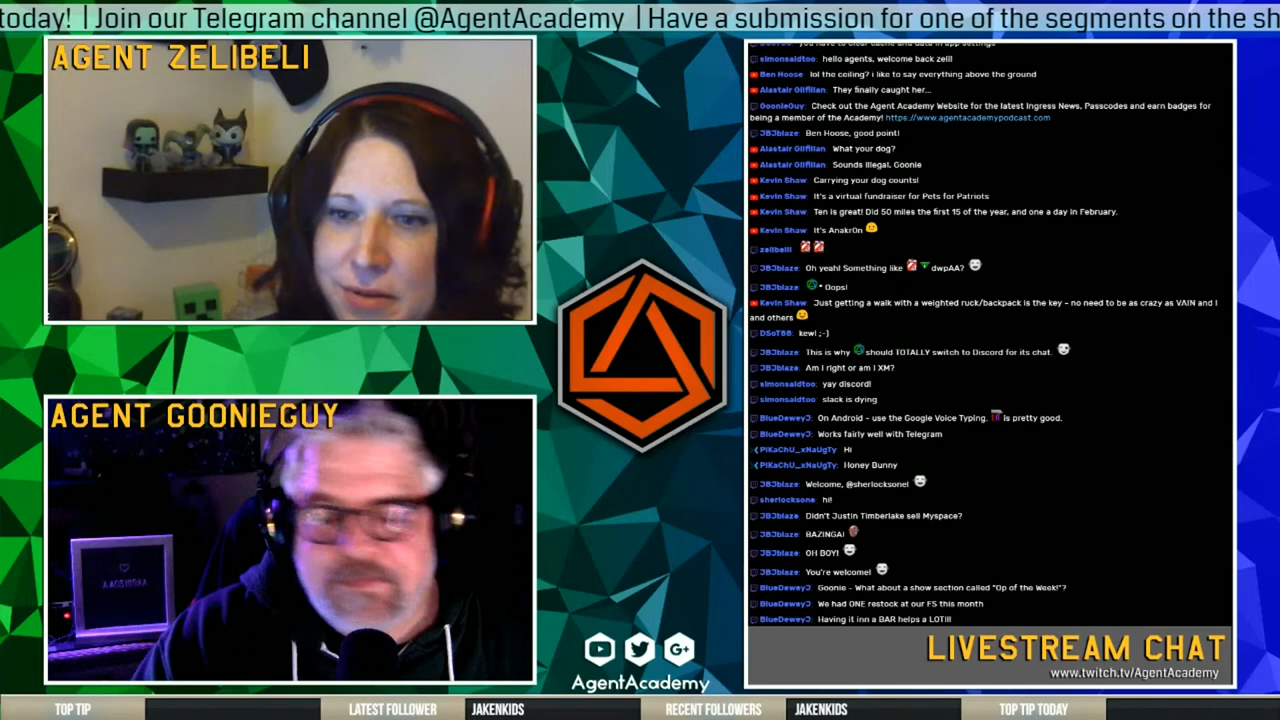 today! | Join our Telegram channel @AgentAcademy | Have a submission for one of the segments on the sh
AGENT ZELIBELI
you have to clear cache and data in app settings
simonsaidtoo: hello agents, welcome back zeli!
Ben Hoose lol the ceiling? i like to say everything above the ground
Alastair Gilfillan: They finally caught her...
GoonieGuy: Check out the Agent Academy Website for the latest Ingress News, Passcodes and earn badges for
being a member of the Academy! https://www.agentacademypodcast.com
JBJblaze: Ben Hoose, good point!
Alastair Gilfillan: What your dog?
Alastair Gilfillan: Sounds illegal, Goonie
Kevin Shaw: Carrying your dog counts!
Kevin Shaw: It's a virtual fundraiser for Pets for Patriots
Kevin Shaw: Ten is great! Did 50 miles the first 15 of the year, and one a day in February.
Kevin Shaw: It's Anakr0n
zelibeli:
JBJblaze: Oh yeah! Something like dwpAA?
JBJblaze: * Oops!
Kevin Shaw: Just getting a walk with a weighted ruck/backpack is the key - no need to be as crazy as VAIN and I
and others
DSoT88: kewl ;-)
JBJblaze: This is why should TOTALLY switch to Discord for its chat.
JBJblaze: Am I right or am I XM?
simonsaidtoo: yay discord!
simonsaidtoo: slack is dying
BlueDeweyJ: On Android - use the Google Voice Typing. is pretty good.
BlueDeweyJ: Works fairly well with Telegram
PiKaChU_xNaUgTy: Hi
PiKaChU_xNaUgTy: Honey Bunny
JBJblaze: Welcome, @sherlocksone!
sherlocksone: hi!
JBJblaze: Didn't Justin Timberlake sell Myspace?
JBJblaze: BAZINGA!
JBJblaze: OH BOY!
JBJblaze: You're welcome!
BlueDeweyJ: Goonie - What about a show section called "Op of the Week!"?
BlueDeweyJ: We had ONE restock at our FS this month
BlueDeweyJ: Having it inn a BAR helps a LOT!!!
AGENT GOONIEGUY
G+
AgentAcademy
LIVESTREAM CHAT
www.twitch.tv/AgentAcademy
TOP TIP
LATEST FOLLOWER
JAKENKIDS
RECENT FOLLOWERS
JAKENKIDS
TOP TIP TODAY